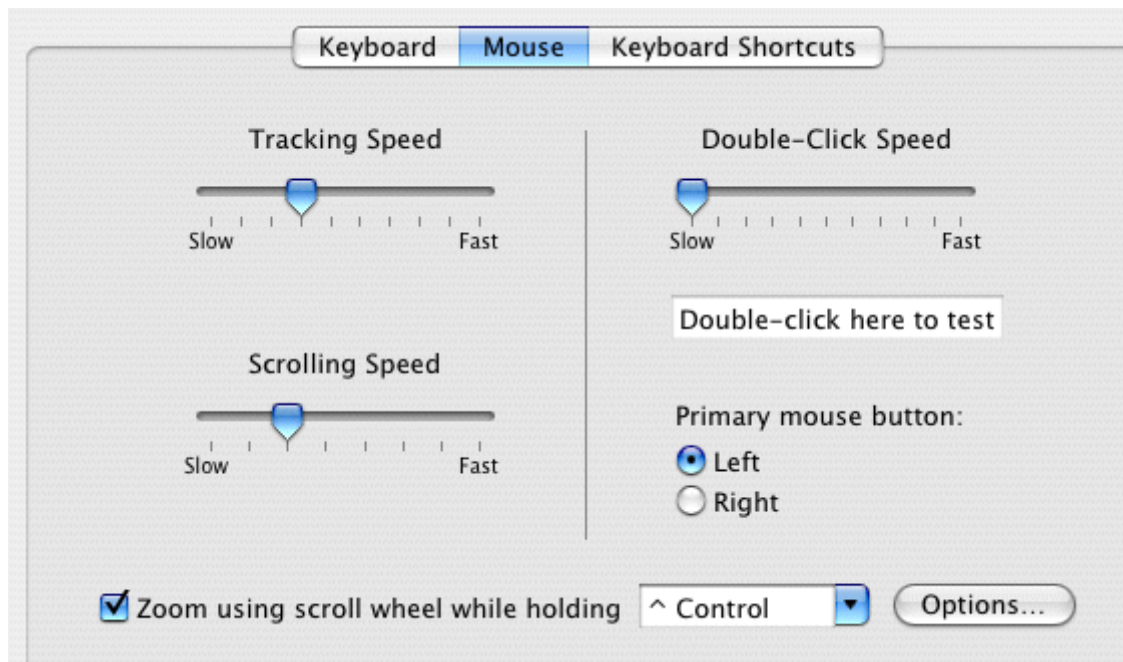 Keyboard Mouse Keyboard Shortcuts
Tracking Speed
Slow Fast
Scrolling Speed
Slow Fast
Double-Click Speed
Slow Fast
Double-click here to test
Primary mouse button:
Left
Right
Zoom using scroll wheel while holding ^ Control Options...